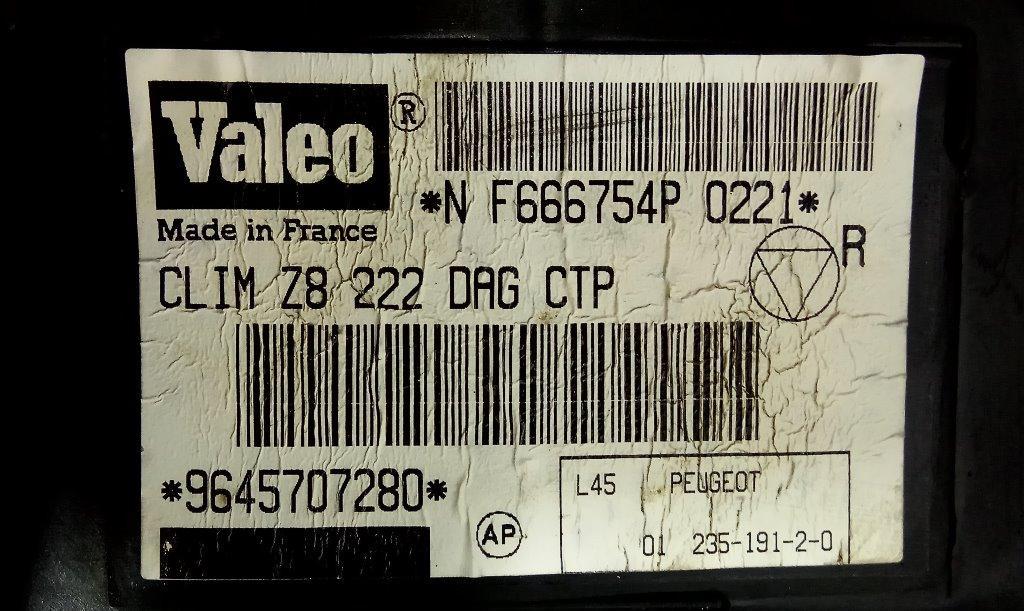 Valeo ®
*N F666754P 0221*
Made in France
R
CLIM Z8 222 DAG CTP
*9645707280*
L45 PEUGEOT
AP
01 235-191-2-0